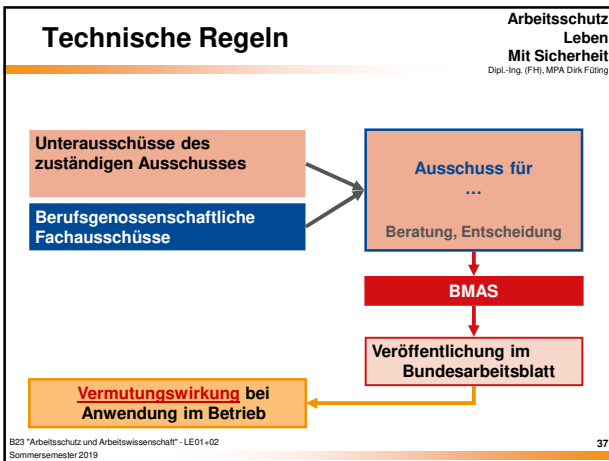 Technische Regeln
Arbeitsschutz
Leben
Mit Sicherheit
Dipl.-Ing. (FH), MPA Dirk Füting
Unterausschüsse des
zuständigen Ausschusses
Berufsgenossenschaftliche
Fachausschüsse
Ausschuss für
...
Beratung, Entscheidung
BMAS
Veröffentlichung im
Bundesarbeitsblatt
Vermutungswirkung bei
Anwendung im Betrieb
B23 "Arbeitsschutz und Arbeitswissenschaft" - LE01+02
Sommersemester 2019
37